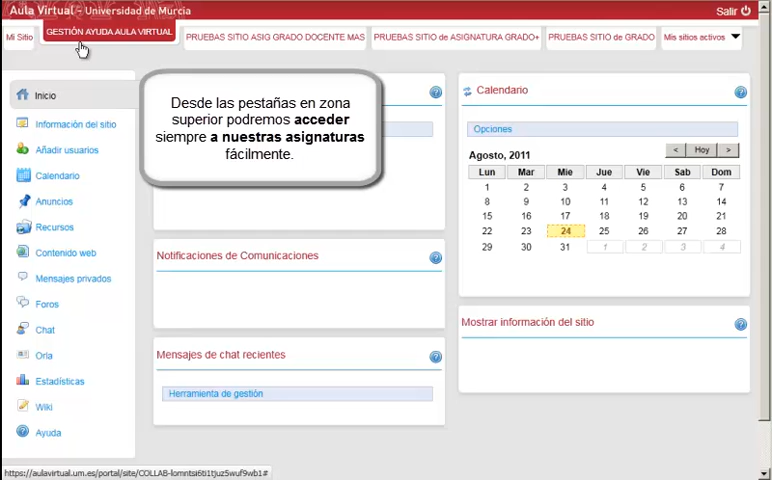 Aula Virtual - Universidad de Murcia
Salir
Mi Sitio
GESTIÓN AYUDA AULA VIRTUAL
PRUEBAS SITIO ASIG GRADO DOCENTE MAS
PRUEBAS SITIO de ASIGNATURA GRADO+
PRUEBAS SITIO de GRADO
Mis sitios activos
Inicio
Información del sitio
Añadir usuarios
Calendario
Anuncios
Recursos
Contenido web
Mensajes privados
Foros
Chat
Orla
Estadísticas
Wiki
Ayuda
Desde las pestañas en zona
superior podremos acceder
siempre a nuestras asignaturas
fácilmente.
Notificaciones de Comunicaciones
Mensajes de chat recientes
Herramienta de gestión
Calendario
Opciones
Agosto, 2011
< Hoy >
Lun Mar Mie Jue Vie Sab Dom
1 2 3 4 5 6 7
8 9 10 11 12 13 14
15 16 17 18 19 20 21
22 23 24 25 26 27 28
29 30 31 1 2 3 4
Mostrar información del sitio
https://aulavirtual.um.es/portal/site/COLLAB-lomntsi6ti1tjuz5wuf9wb1#